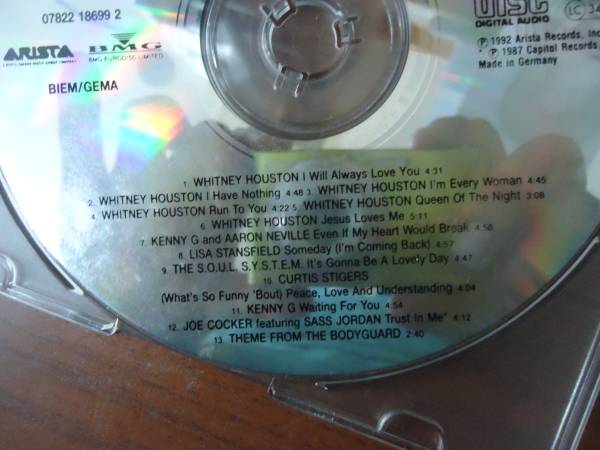 07822 18699 2
ARISTA
BMG
BMG EURODISC LIMITED
BIEM/GEMA
DISC
DIGITAL AUDIO
LC 34
℗ 1992 Arista Records, Inc
℗ 1987 Capitol Records,
Made in Germany
1. WHITNEY HOUSTON I Will Always Love You 4:31
2. WHITNEY HOUSTON I Have Nothing 4:48 3. WHITNEY HOUSTON I'm Every Woman 4:45
4. WHITNEY HOUSTON Run To You 4:22 5. WHITNEY HOUSTON Queen Of The Night 3:08
6. WHITNEY HOUSTON Jesus Loves Me 5:11
7. KENNY G and AARON NEVILLE Even If My Heart Would Break 4:58
8. LISA STANSFIELD Someday (I'm Coming Back) 4:57
9. THE S.O.U.L. S.Y.S.T.E.M. It's Gonna Be A Lovely Day 4:47
10. CURTIS STIGERS
(What's So Funny 'Bout) Peace, Love And Understanding 4:04
11. KENNY G Waiting For You 4:54
12. JOE COCKER featuring SASS JORDAN Trust In Me" 4:12
13. THEME FROM THE BODYGUARD 2:40